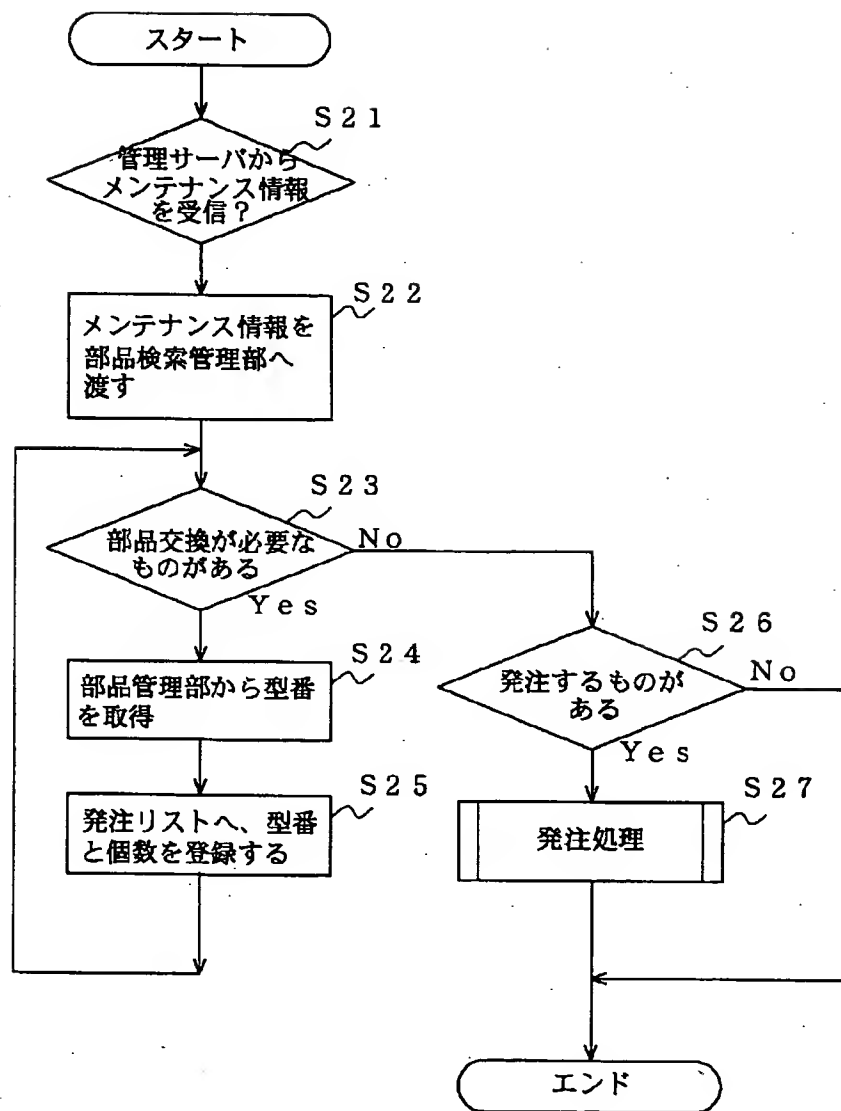 スタート
S21
管理サーバから
メンテナンス情報
を受信？
S22
メンテナンス情報を
部品検索管理部へ
渡す
S23
部品交換が必要な
ものがある
No
Yes
S24
部品管理部から型番
を取得
S25
発注リストへ、型番
と個数を登録する
S26
発注するものが
ある
No
Yes
S27
発注処理
エンド